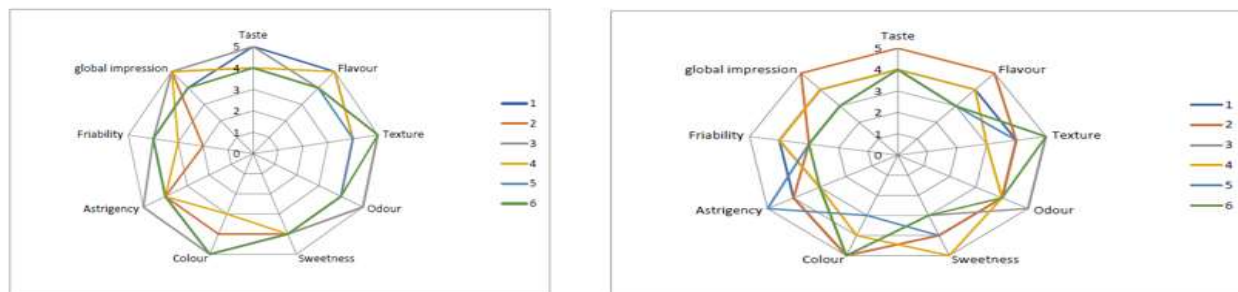 Taste
5
global impression
4
Flavour
3
2
1
Friability
0
Texture
Astrigency
Odour
Colour
Sweetness
1
2
3
4
5
6
Taste
5
global impression
4
Flavour
3
2
1
Friability
0
Texture
Astrigency
Odour
Colour
Sweetness
1
2
3
4
5
6